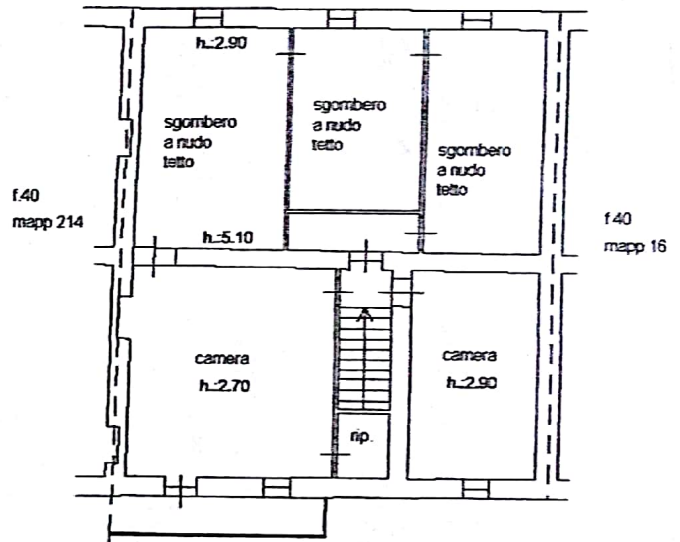 h.:2.90
sgombero
a nudo
tetto
sgombero
a nudo
tetto
sgombero
a nudo
tetto
f.40
mapp 214
f.40
mapp 16
h.:5.10
camera
h.:2.70
camera
h.:2.90
rip.